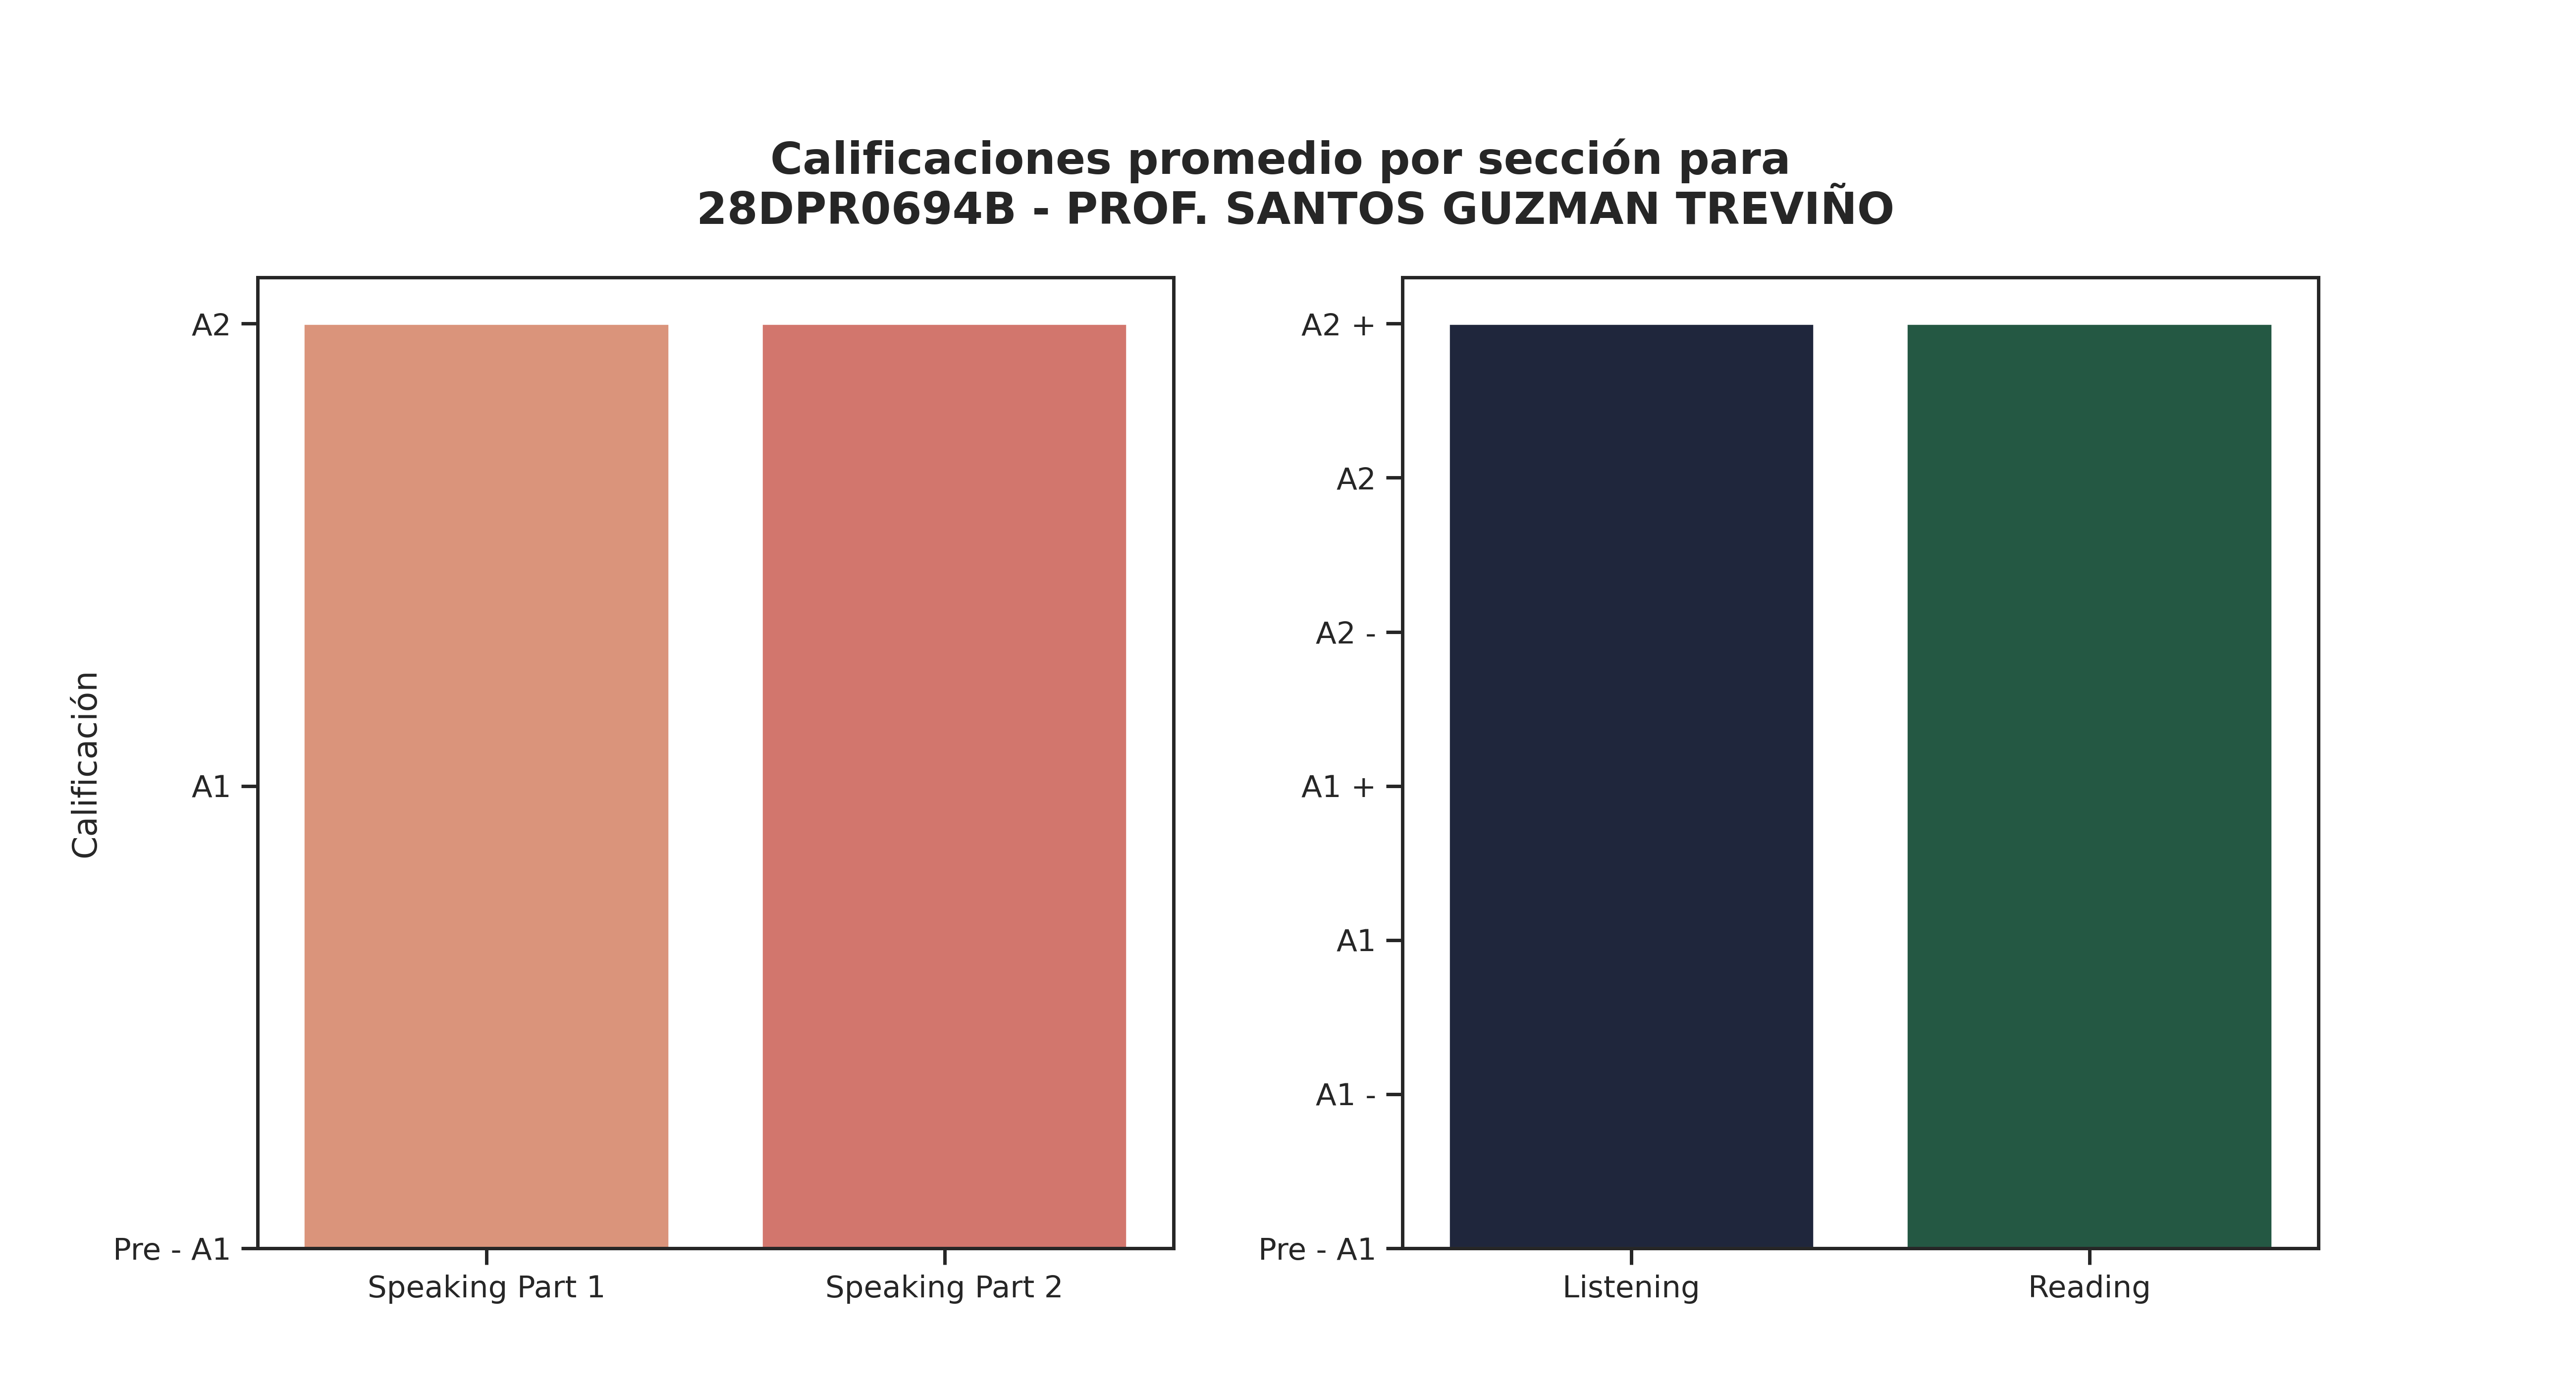 Calificaciones promedio por sección para
28DPR0694B - PROF. SANTOS GUZMAN TREVIÑO
Calificación
A2
A1
Pre - A1
Speaking Part 1
Speaking Part 2
A2 +
A2
A2 -
A1 +
A1
A1 -
Pre - A1
Listening
Reading